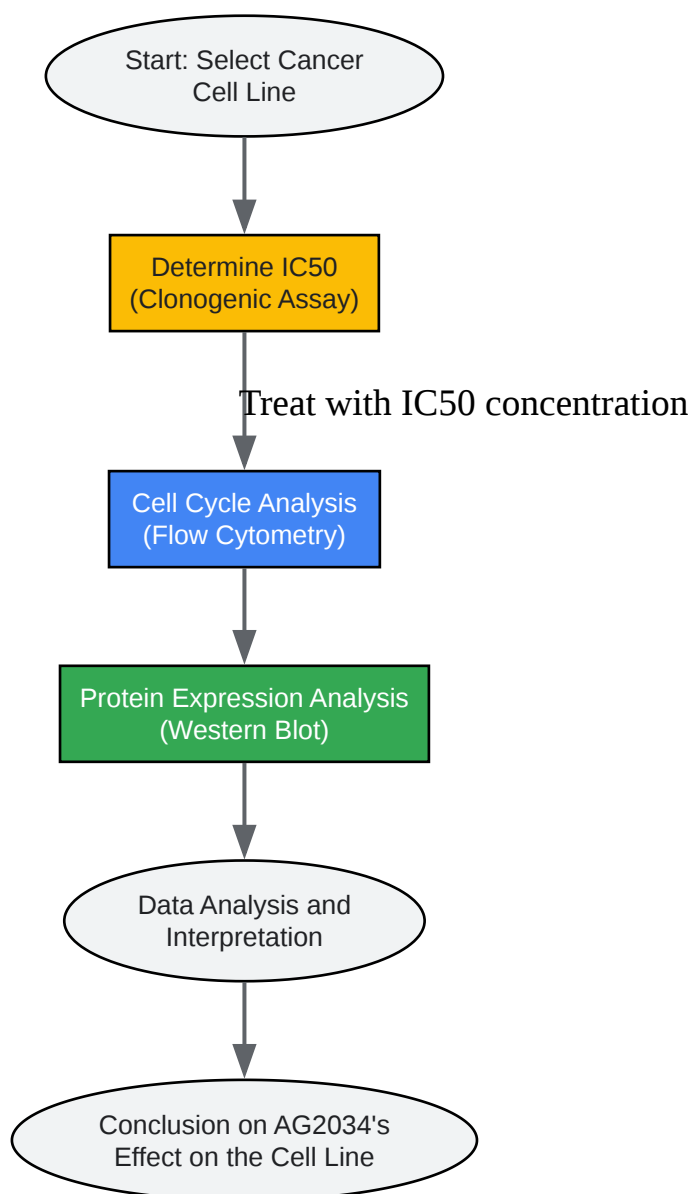 Start: Select Cancer
Cell Line
Determine IC50
(Clonogenic Assay)
Treat with IC50 concentration
Cell Cycle Analysis
(Flow Cytometry)
Protein Expression Analysis
(Western Blot)
Data Analysis and
Interpretation
Conclusion on AG2034's
Effect on the Cell Line